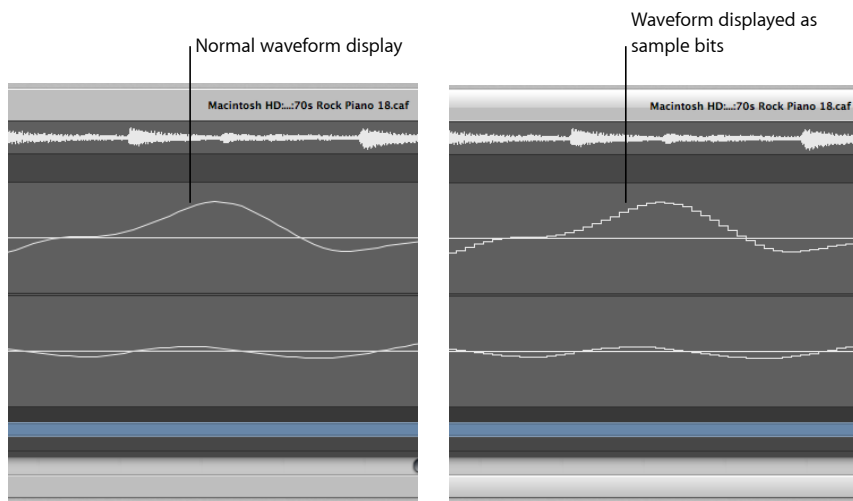 Normal waveform display
Waveform displayed as
sample bits
Macintosh HD:...:70s Rock Piano 18.caf
Macintosh HD:...:70s Rock Piano 18.caf